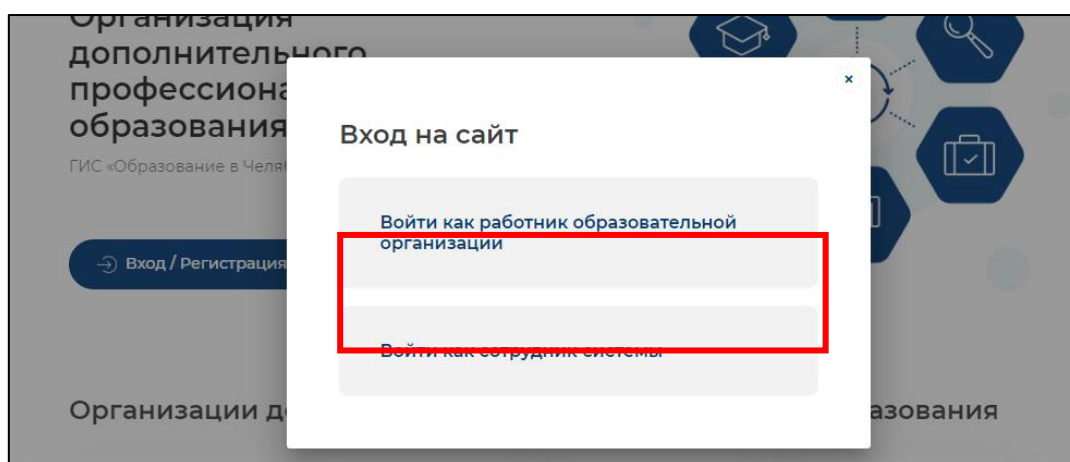 Организация
дополнительного
профессиона
образования
ГИС «Образование в Челя
Вход / Регистрация
Вход на сайт
×
Войти как работник образовательной
организации
Войти как сотрудник системы
Организации д
азования